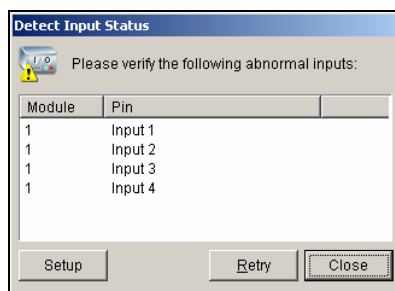 Detect Input Status
I O
Please verify the following abnormal inputs:
Module Pin
1 Input 1
1 Input 2
1 Input 3
1 Input 4
Setup Retry Close